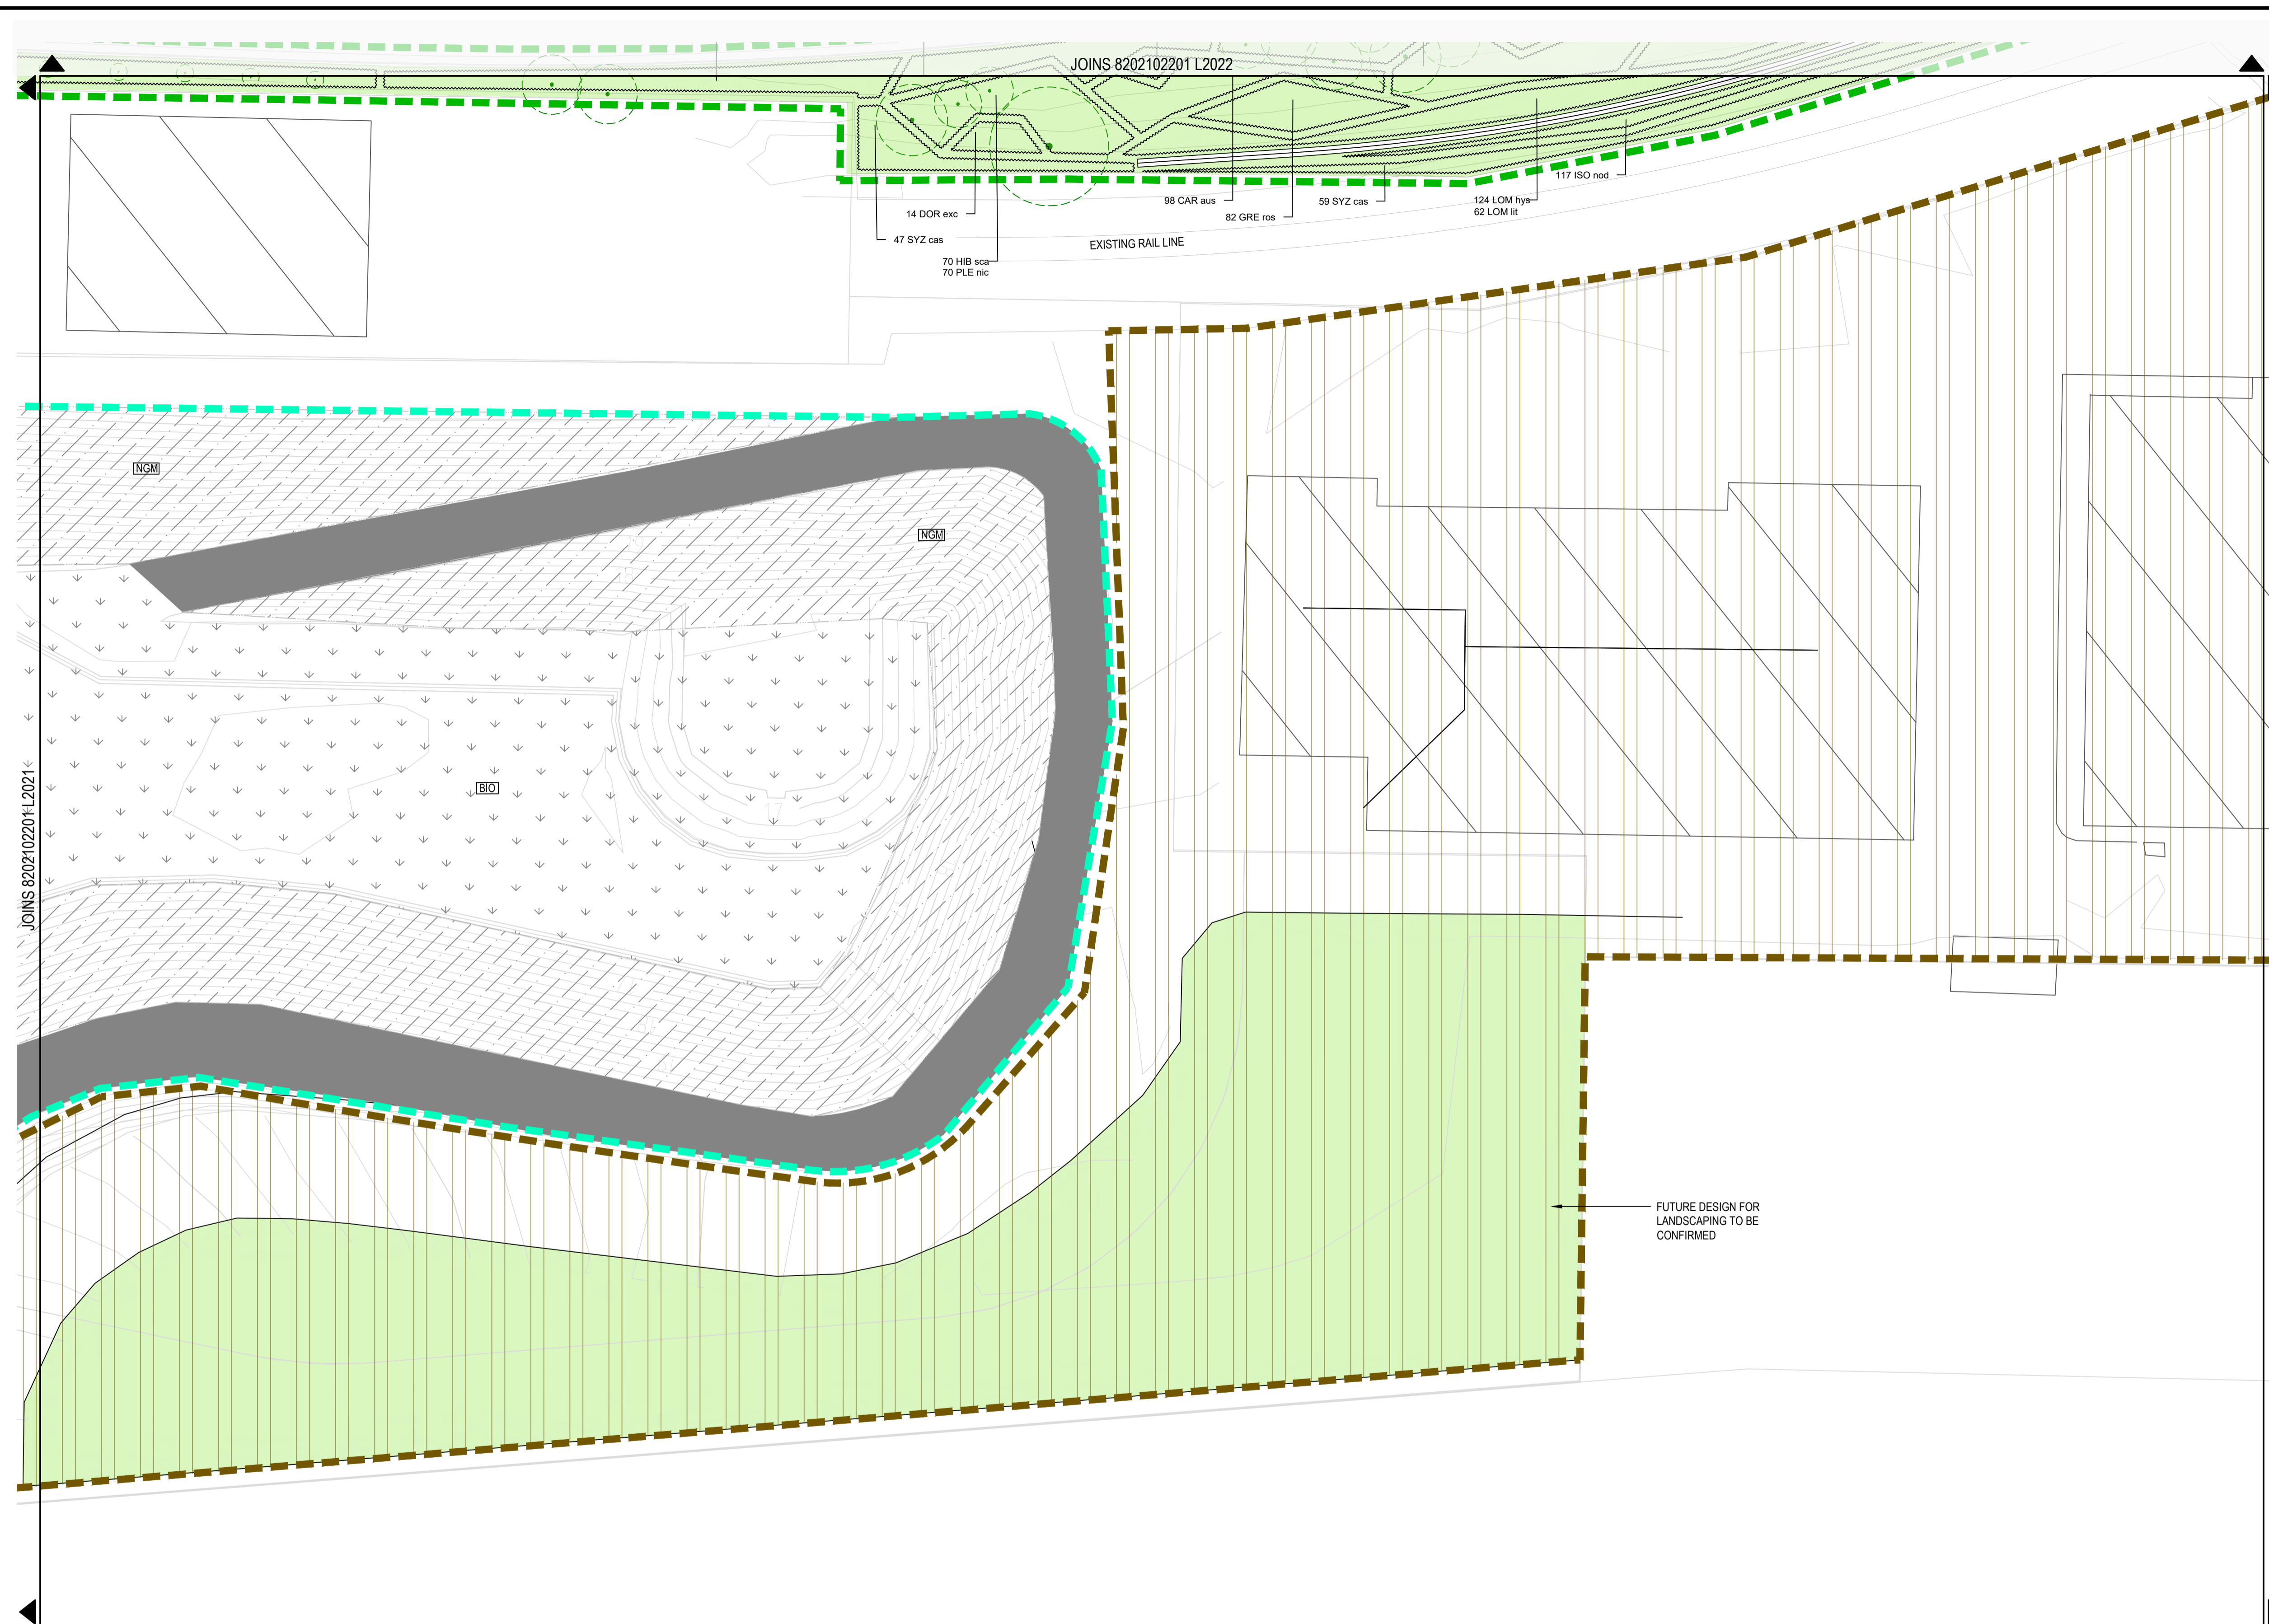 JOINS 8202102201 L2022
117 ISO nod
98 CAR aus
59 SYZ cas
124 LOM hys
62 LOM lit
14 DOR exc
82 GRE ros
47 SYZ cas
EXISTING RAIL LINE
70 HIB sca
70 PLE nic
NGM
NGM
BIO
JOINS 8202102201 L2021
FUTURE DESIGN FOR
LANDSCAPING TO BE
CONFIRMED